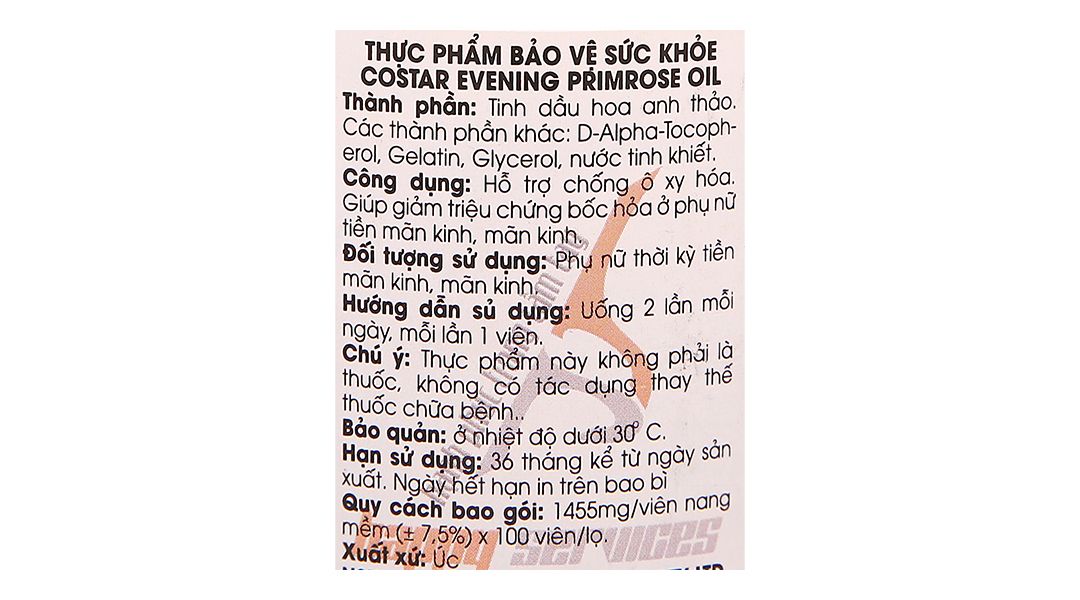 THỰC PHẨM BẢO VỆ SỨC KHỎE
COSTAR EVENING PRIMROSE OIL
Thành phần: Tinh dầu hoa anh thảo.
Các thành phần khác: D-Alpha-Tocoph-
erol, Gelatin, Glycerol, nước tinh khiết.
Công dụng: Hỗ trợ chống ô xy hóa.
Giúp giảm triệu chứng bốc hỏa ở phụ nữ
tiền mãn kinh, mãn kinh.
Đối tượng sử dụng: Phụ nữ thời kỳ tiền
mãn kinh, mãn kinh.
Hướng dẫn sủ dụng: Uống 2 lần mỗi
ngày, mỗi lần 1 viên.
Chú ý: Thực phẩm này không phải là
thuốc, không có tác dụng thay thế
thuốc chữa bệnh..
Bảo quản: ở nhiệt độ dưới 30° C.
Hạn sử dụng: 36 tháng kể từ ngày sản
xuất. Ngày hết hạn in trên bao bì
Quy cách bao gói: 1455mg/viên nang
mềm (± 7,5%) x 100 viên/lọ.
Xuất xứ: Úc